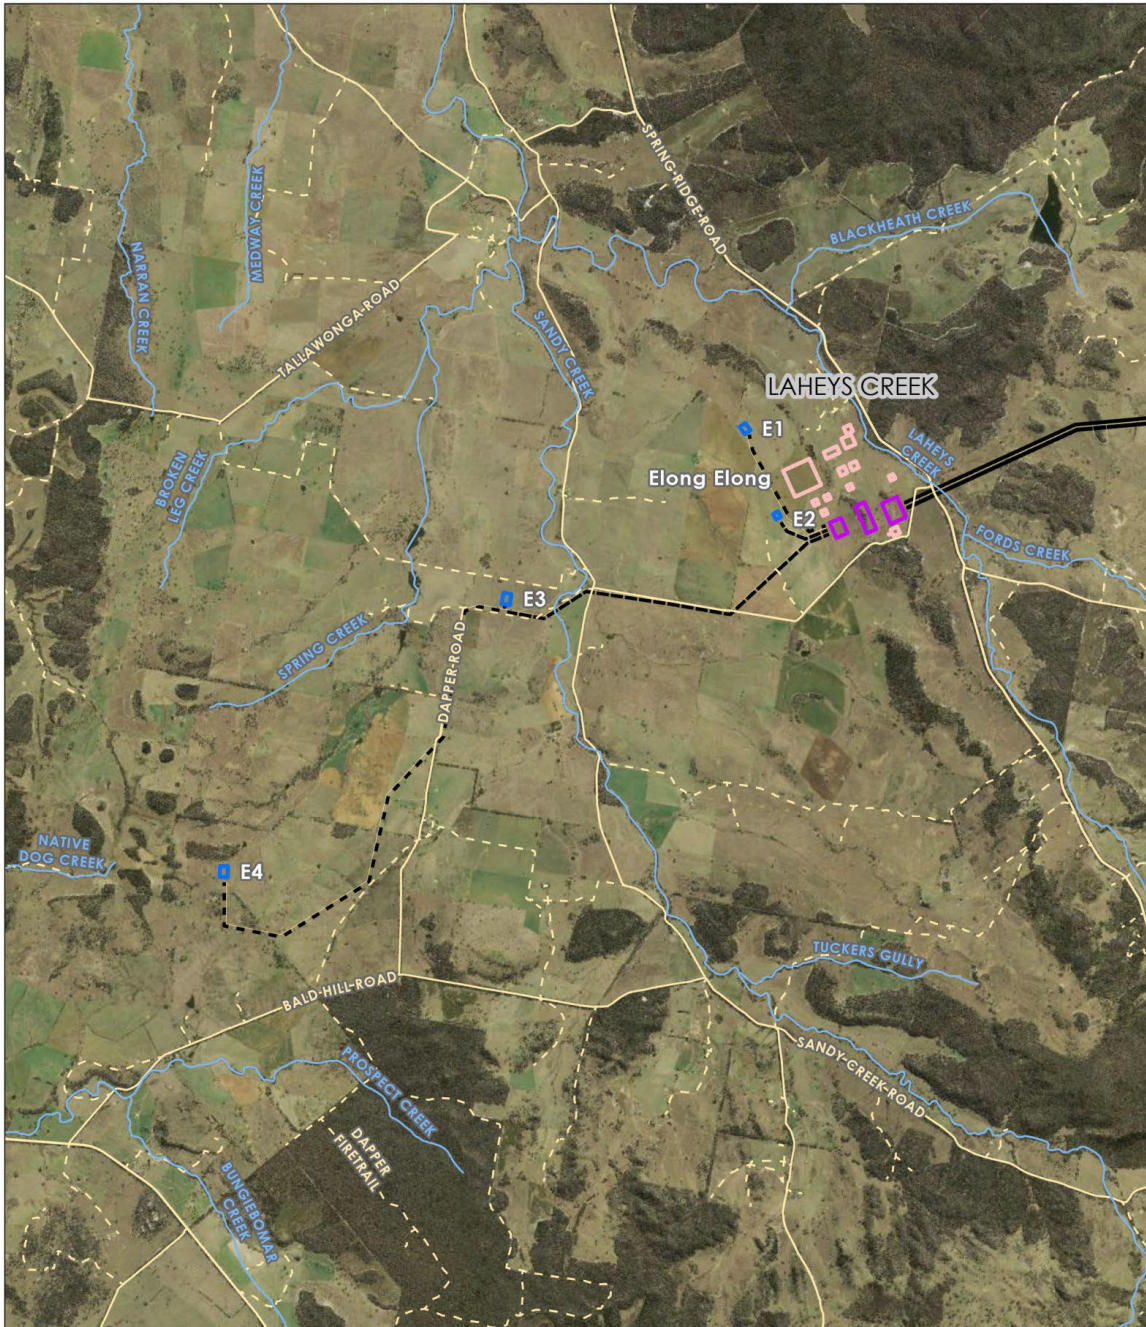 SPRING-RIDGE-ROAD
BLACKHEATH CREEK
MEDWAY CREEK
NARRAN CREEK
TALLAWONGA-ROAD
SANDY CREEK
LAHEYS CREEK
LAHEYS
CREEK
E1
Elong Elong
BROKEN
LEG CREEK
E2
FORDS CREEK
E3
SPRING CREEK
DAPPER-ROAD
NATIVE
DOG CREEK
E4
TUCKERS GULLY
BALD-HILL-ROAD
PROSPECT CREEK
SANDY-CREEK-ROAD
DAPPER
FIRETRAIL
BUNGIEBOMAR
CREEK